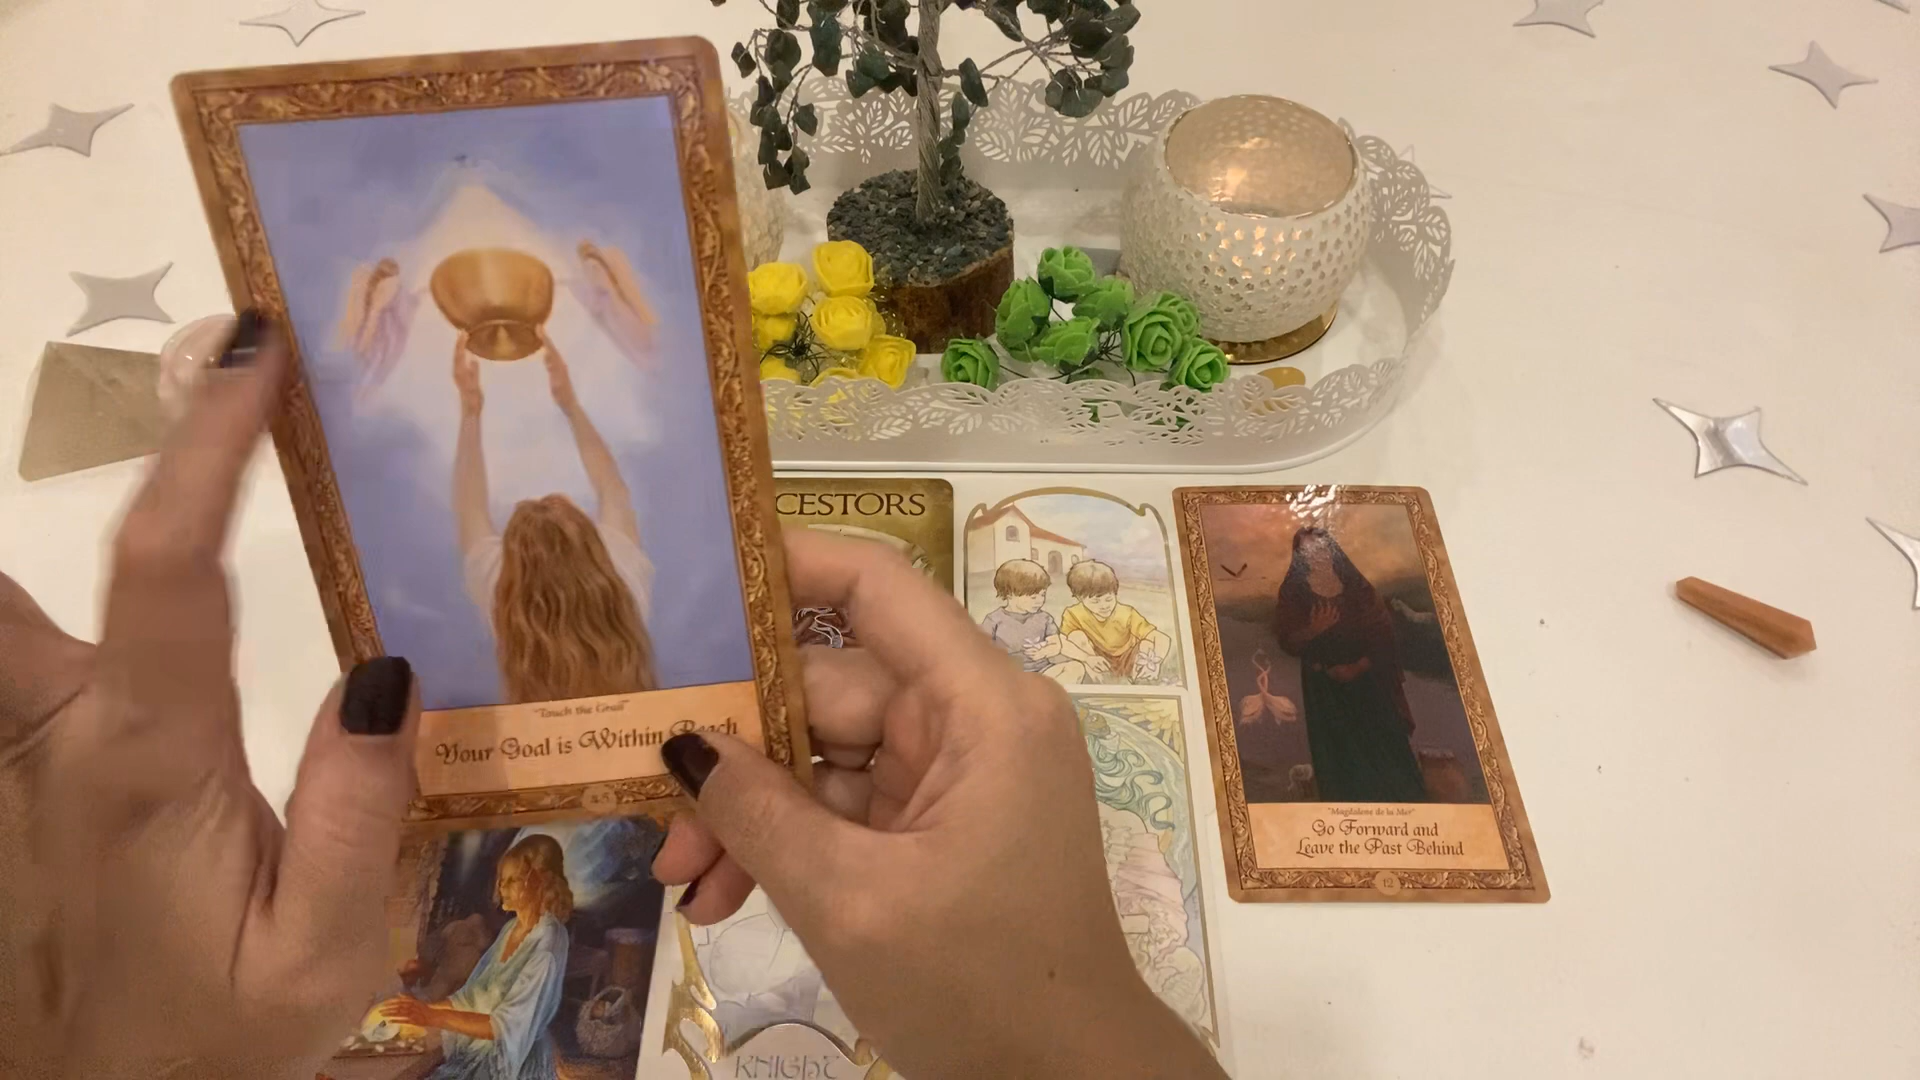 "Touch the Grail"
Your Goal is Within Reach
45
CESTORS
"Magdalene de la Mer"
Go Forward and
Leave the Past Behind
12
KNIGHT